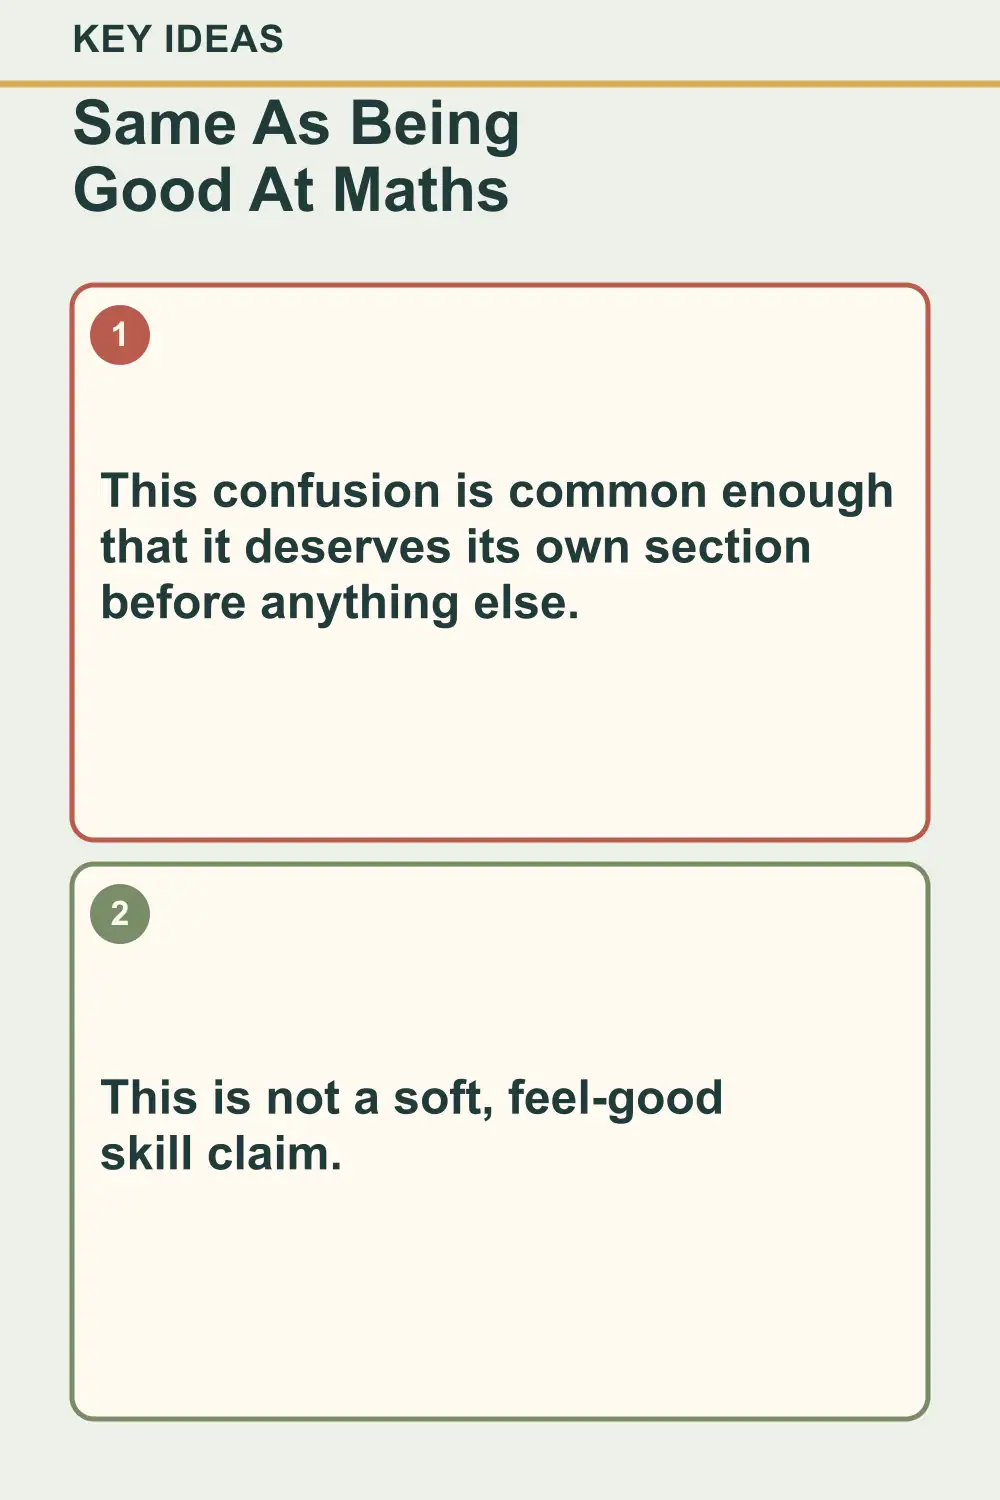 KEY IDEAS
Same As Being
Good At Maths
1
This confusion is common enough
that it deserves its own section
before anything else.
2
This is not a soft, feel-good
skill claim.